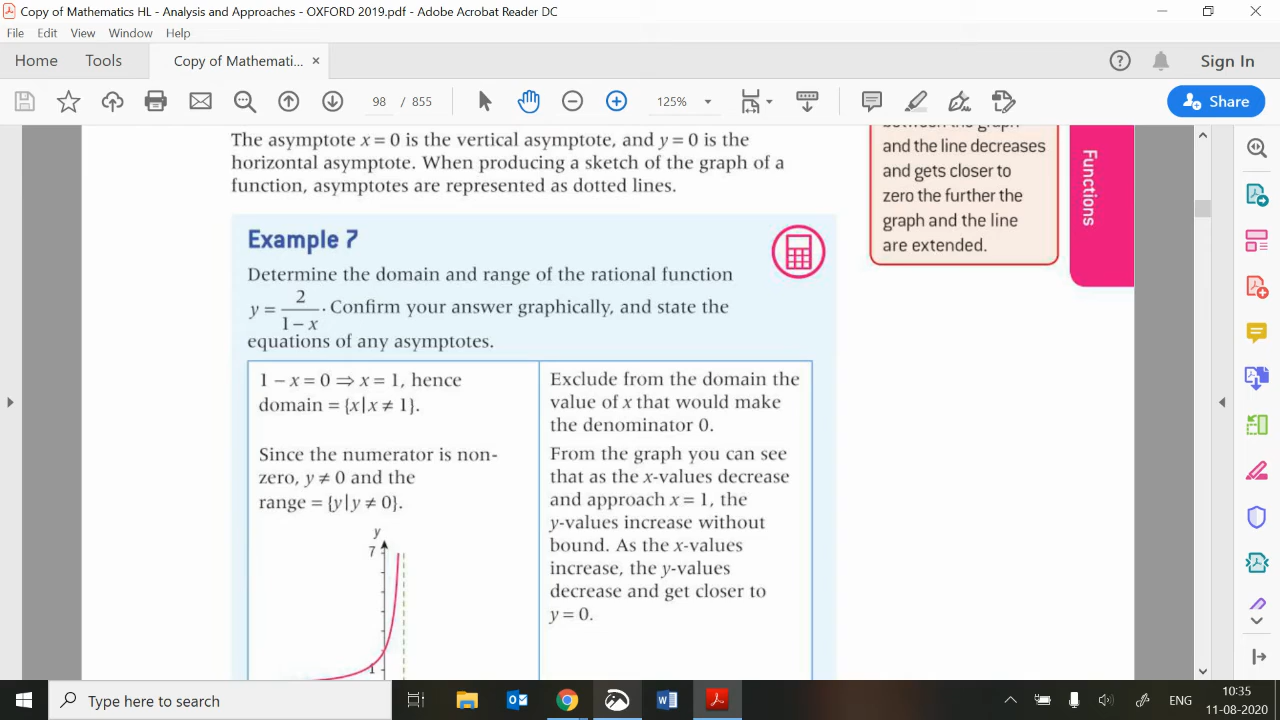 Copy of Mathematics HL - Analysis and Approaches - OXFORD 2019.pdf - Adobe Acrobat Reader DC
File Edit View Window Help
Home Tools Copy of Mathemati... × Sign In
98 / 855 125% Share
The asymptote x = 0 is the vertical asymptote, and y = 0 is the
horizontal asymptote. When producing a sketch of the graph of a
function, asymptotes are represented as dotted lines.
between the graph
and the line decreases
and gets closer to
zero the further the
graph and the line
are extended.
Functions
Example 7
Determine the domain and range of the rational function
y = 2/(1 – x). Confirm your answer graphically, and state the
equations of any asymptotes.
1 – x = 0 ⇒ x = 1, hence
domain = {x|x ≠ 1}.
Since the numerator is non-
zero, y ≠ 0 and the
range = {y|y ≠ 0}.
y
7
1
Exclude from the domain the
value of x that would make
the denominator 0.
From the graph you can see
that as the x-values decrease
and approach x = 1, the
y-values increase without
bound. As the x-values
increase, the y-values
decrease and get closer to
y = 0.
Type here to search
ENG
10:35
11-08-2020